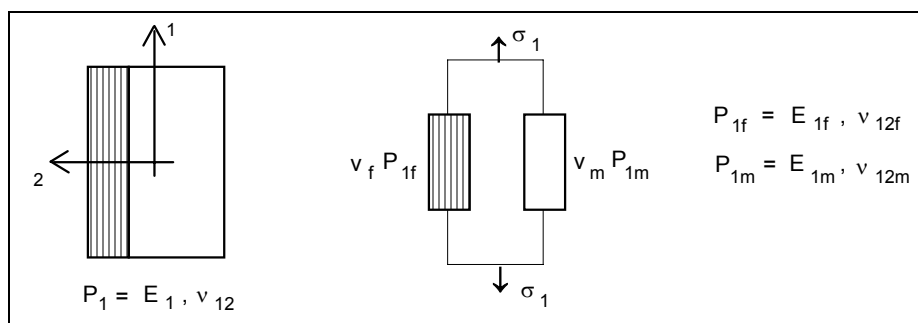 1
2
P1 = E1 , ν12
σ1
vf P1f
vm P1m
σ1
P1f = E1f , ν12f
P1m = E1m , ν12m